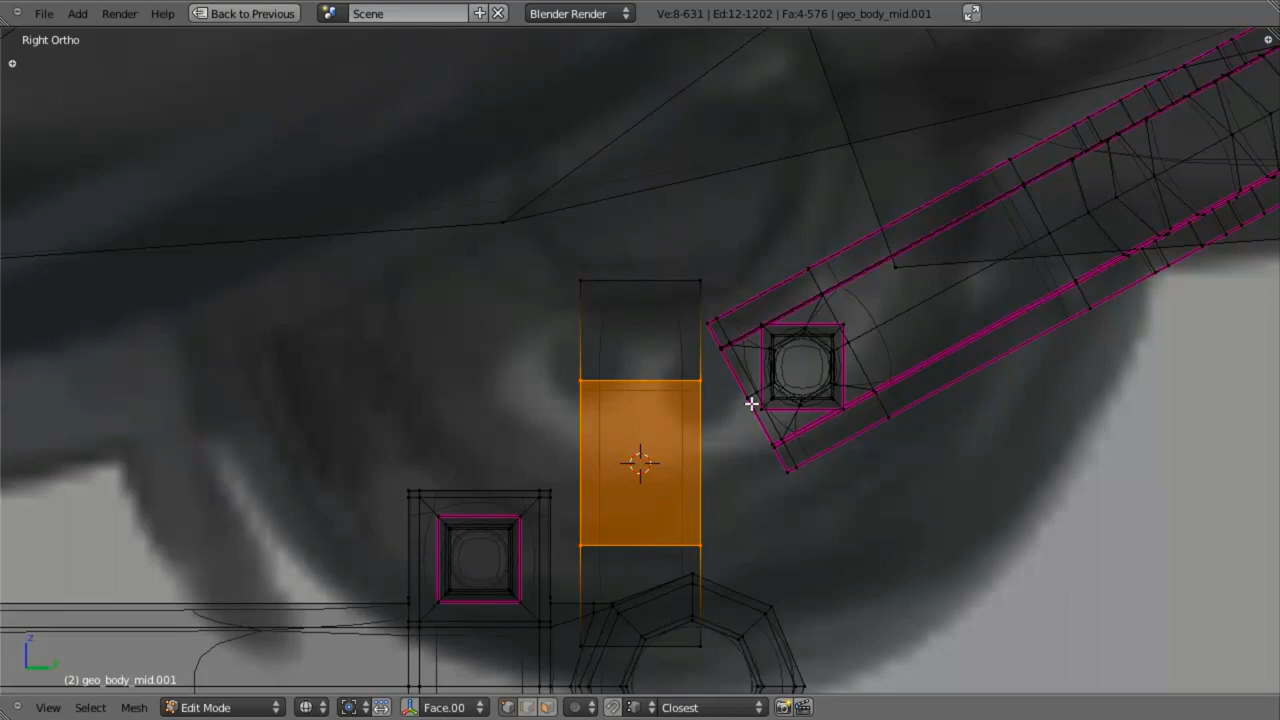 File Add Render Help Back to Previous Scene Blender Render Ve:8-631 | Ed:12-1202 | Fa:4-576 | geo_body_mid.001
Right Ortho
z
(2) geo_body_mid.001
View Select Mesh Edit Mode Face.00 Closest